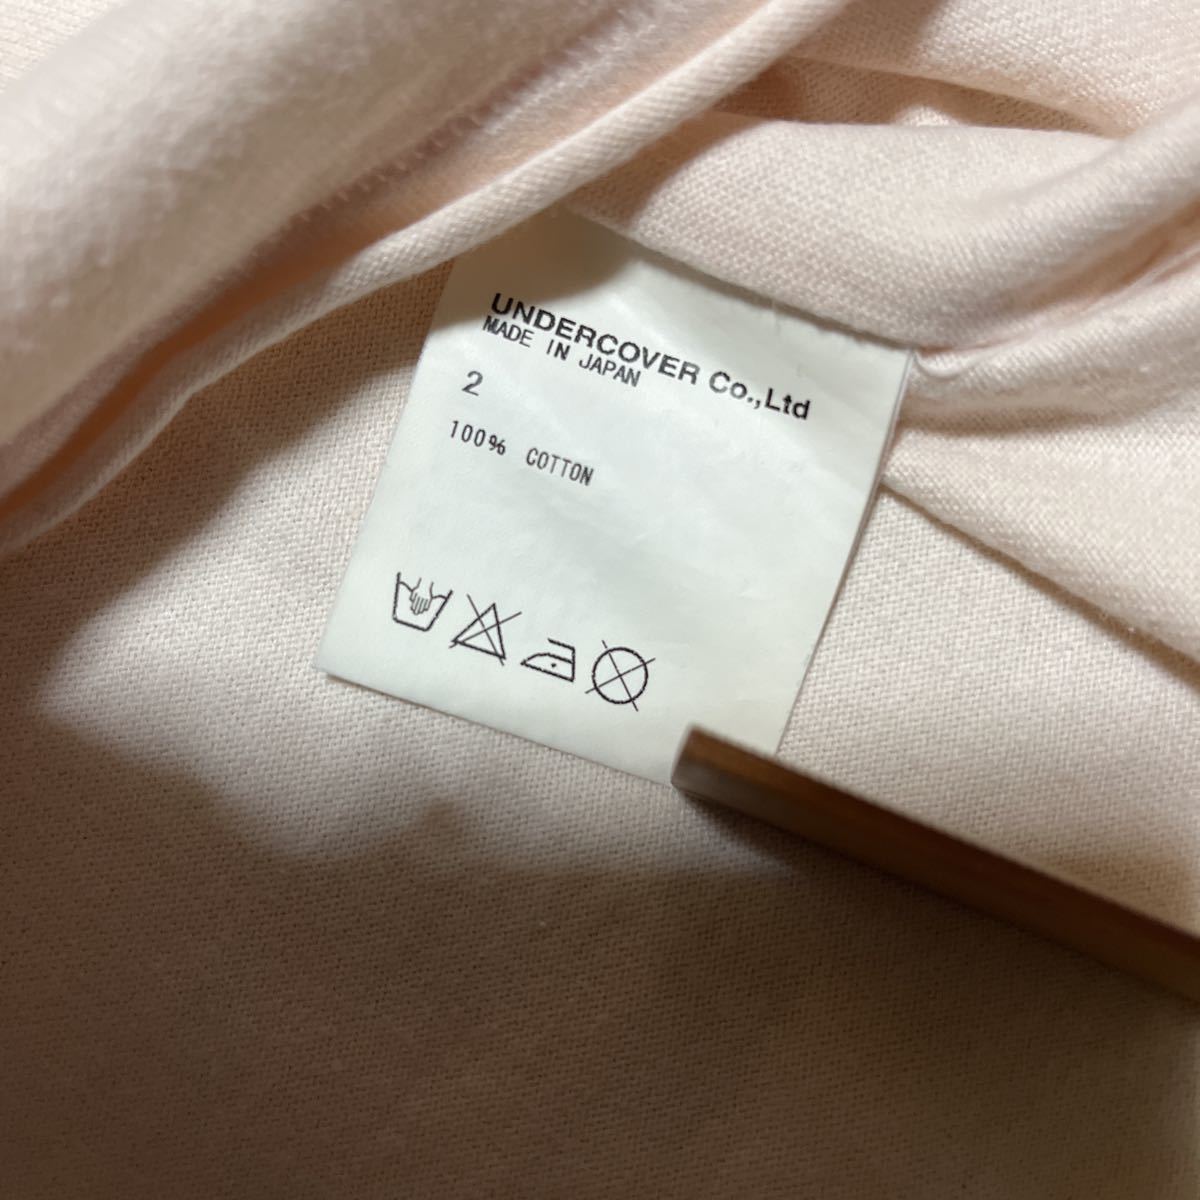 UNDERCOVER Co.,Ltd
MADE IN JAPAN
2
100% COTTON